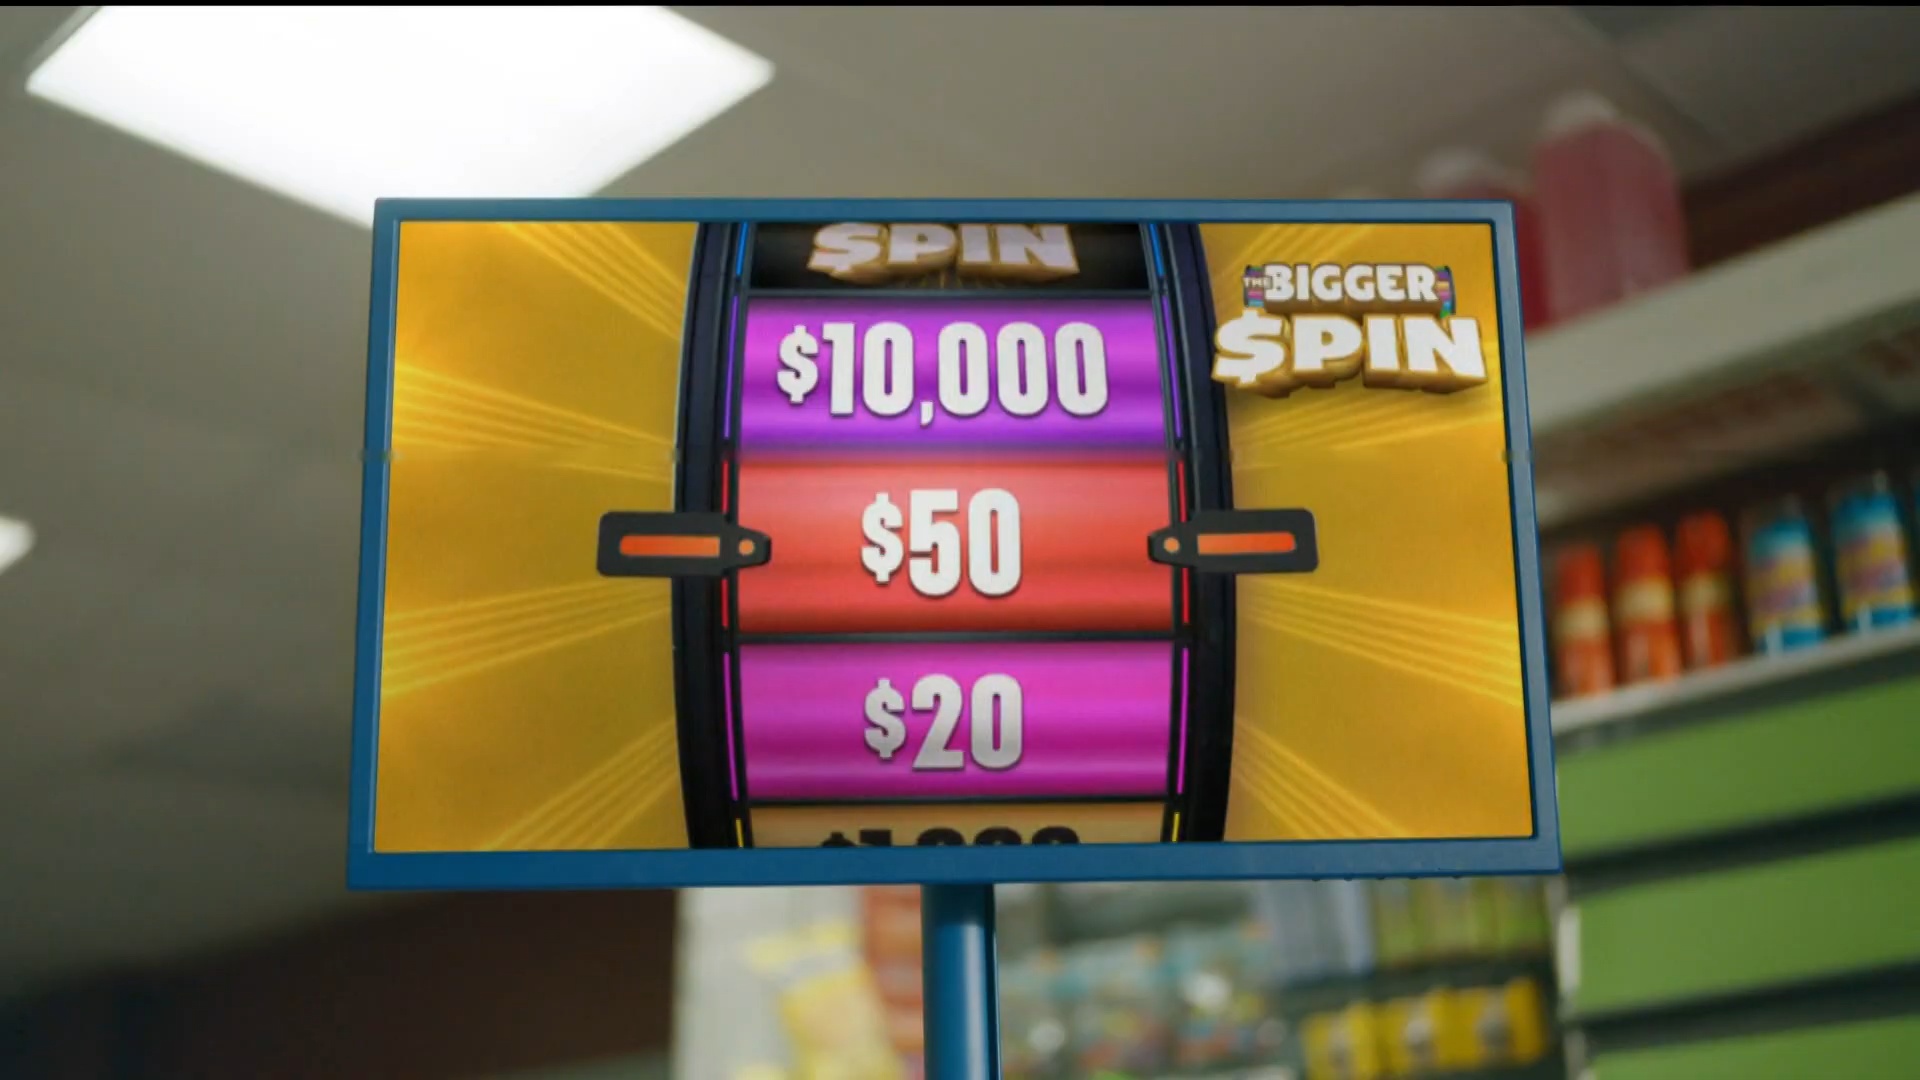 $PIN
$10,000
THE BIGGER
$PIN
$50
$20